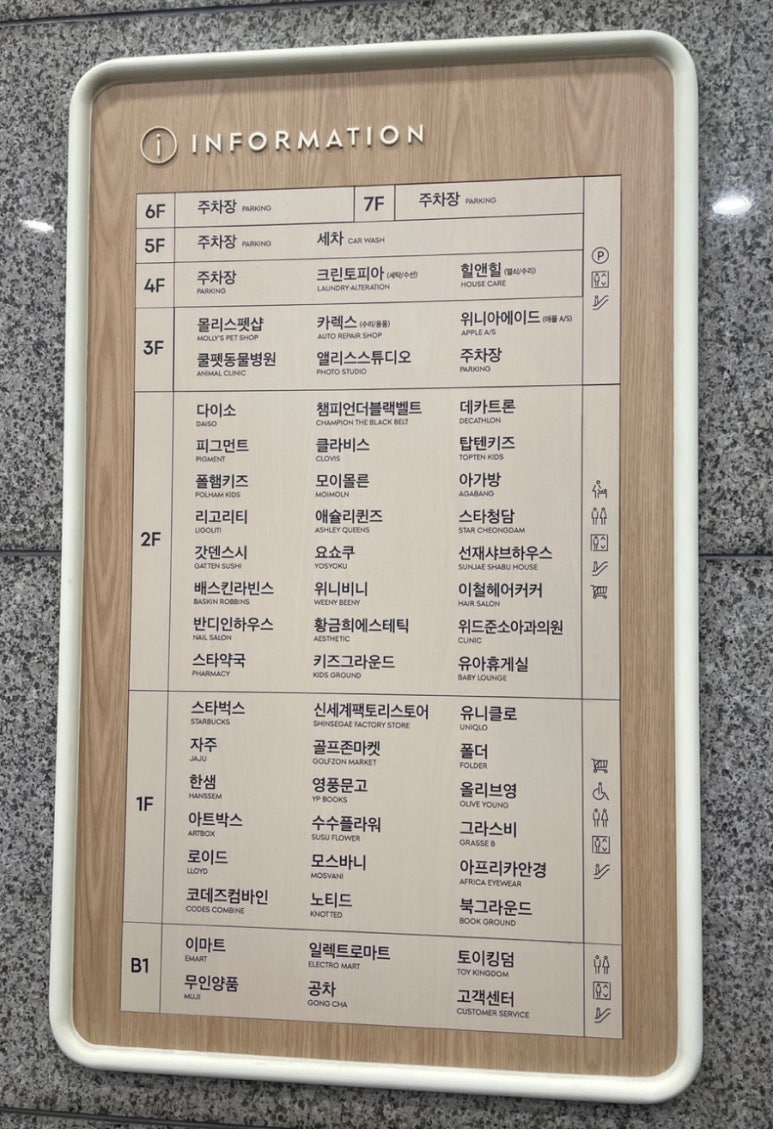 i INFORMATION
6F 주차장 PARKING 7F 주차장 PARKING
5F 주차장 PARKING 세차 CAR WASH
4F 주차장 크린토피아 (세탁/수선) 힐앤힐 (열쇠/수리)
PARKING LAUNDRY ALTERATION HOUSE CARE
P
3F
몰리스펫샵 카렉스 (수리/용품) 위니아에이드 (애플 A/S)
MOLLY'S PET SHOP AUTO REPAIR SHOP APPLE A/S
쿨펫동물병원 앨리스스튜디오 주차장
ANIMAL CLINIC PHOTO STUDIO PARKING
2F
다이소 챔피언더블랙벨트 데카트론
DAISO CHAMPION THE BLACK BELT DECATHLON
피그먼트 클라비스 탑텐키즈
PIGMENT CLOVIS TOPTEN KIDS
폴햄키즈 모이몰른 아가방
POLHAM KIDS MOIMOLN AGABANG
리고리티 애슐리퀸즈 스타청담
LIGOLITI ASHLEY QUEENS STAR CHEONGDAM
갓덴스시 요쇼쿠 선재샤브하우스
GATTEN SUSHI YOSYOKU SUNJAE SHABU HOUSE
배스킨라빈스 위니비니 이철헤어커커
BASKIN ROBBINS WEENY BEENY HAIR SALON
반디인하우스 황금희에스테틱 위드준소아과의원
NAIL SALON AESTHETIC CLINIC
스타약국 키즈그라운드 유아휴게실
PHARMACY KIDS GROUND BABY LOUNGE
1F
스타벅스 신세계팩토리스토어 유니클로
STARBUCKS SHINSEGAE FACTORY STORE UNIQLO
자주 골프존마켓 폴더
JAJU GOLFZON MARKET FOLDER
한샘 영풍문고 올리브영
HANSSEM YP BOOKS OLIVE YOUNG
아트박스 수수플라워 그라스비
ARTBOX SUSU FLOWER GRASSE B
로이드 모스바니 아프리카안경
LLOYD MOSVANI AFRICA EYEWEAR
코데즈컴바인 노티드 북그라운드
CODES COMBINE KNOTTED BOOK GROUND
B1
이마트 일렉트로마트 토이킹덤
EMART ELECTRO MART TOY KINGDOM
무인양품 공차 고객센터
MUJI GONG CHA CUSTOMER SERVICE